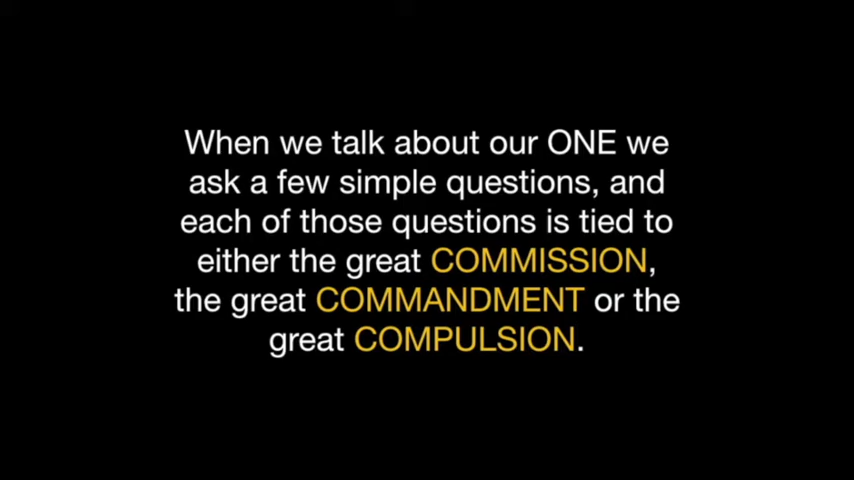 When we talk about our ONE we
ask a few simple questions, and
each of those questions is tied to
either the great COMMISSION,
the great COMMANDMENT or the
great COMPULSION.